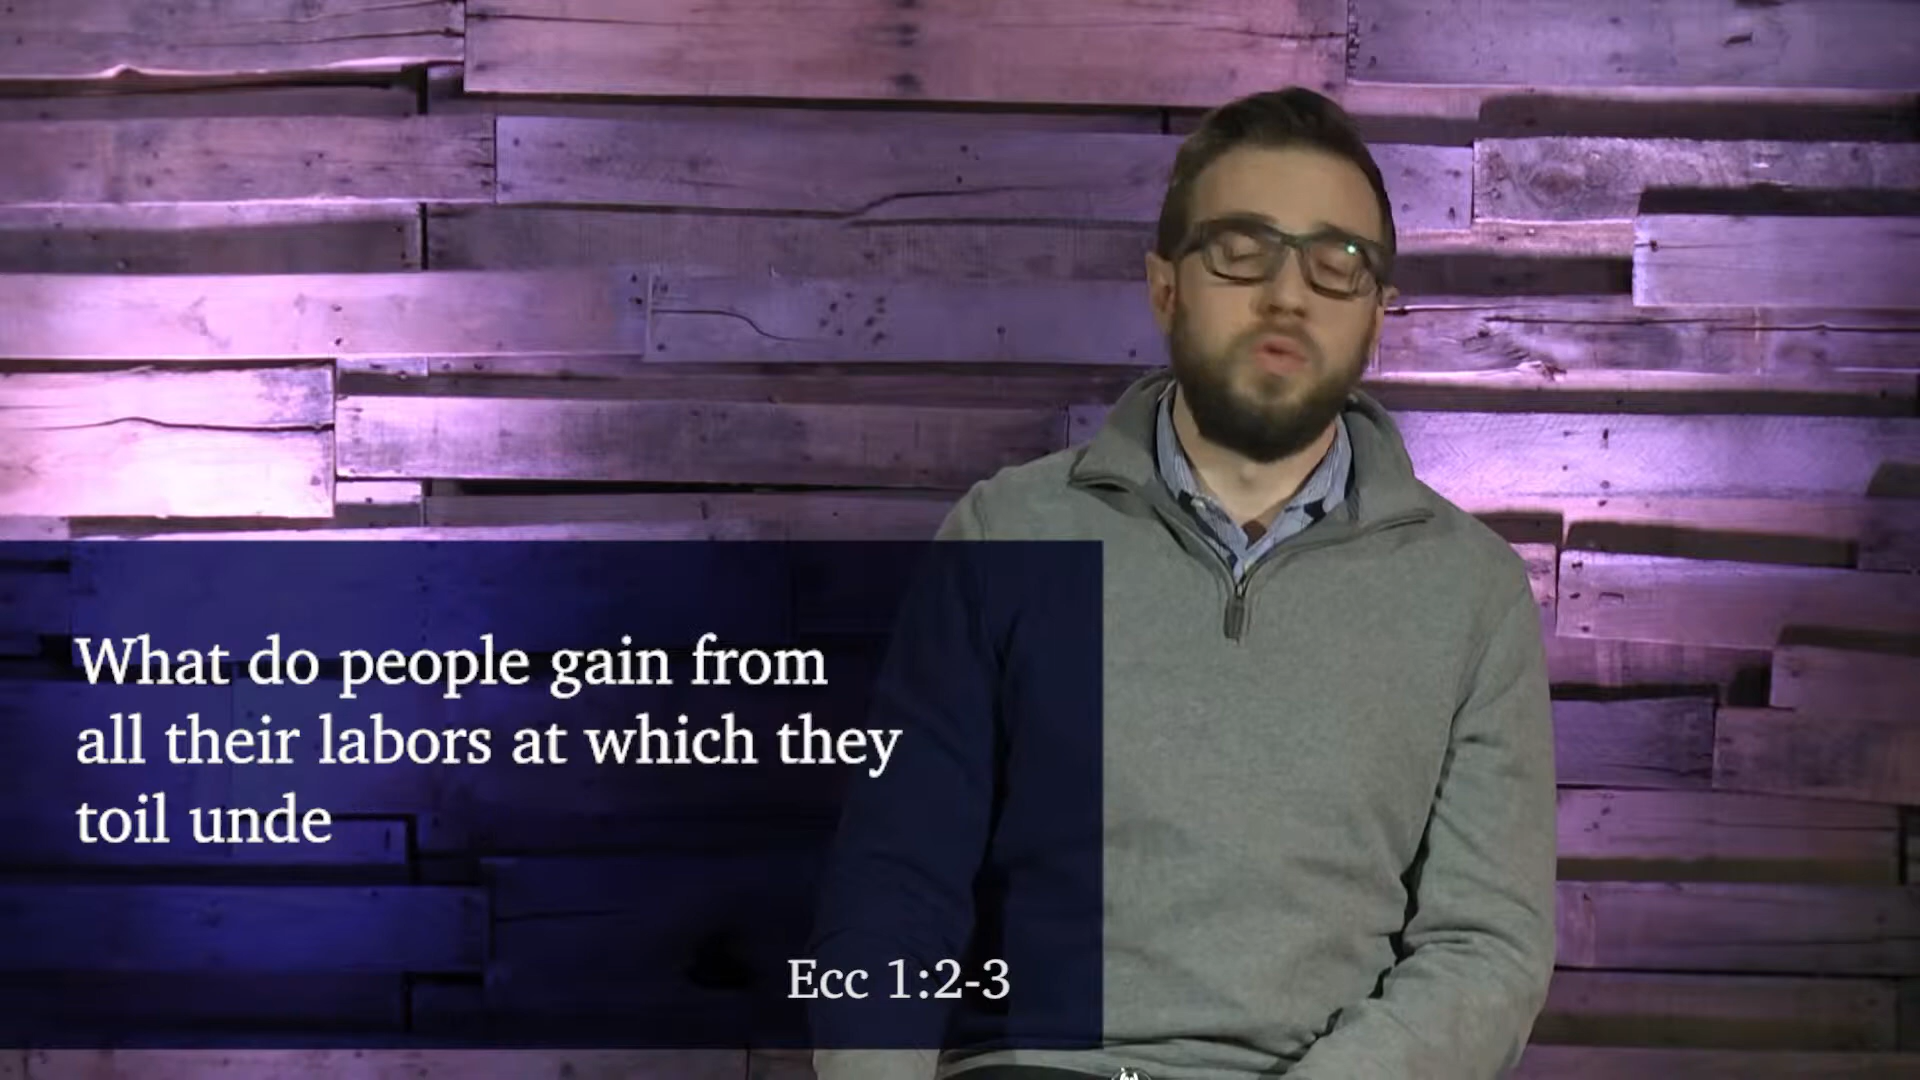 What do people gain from
all their labors at which they
toil unde
Ecc 1:2-3